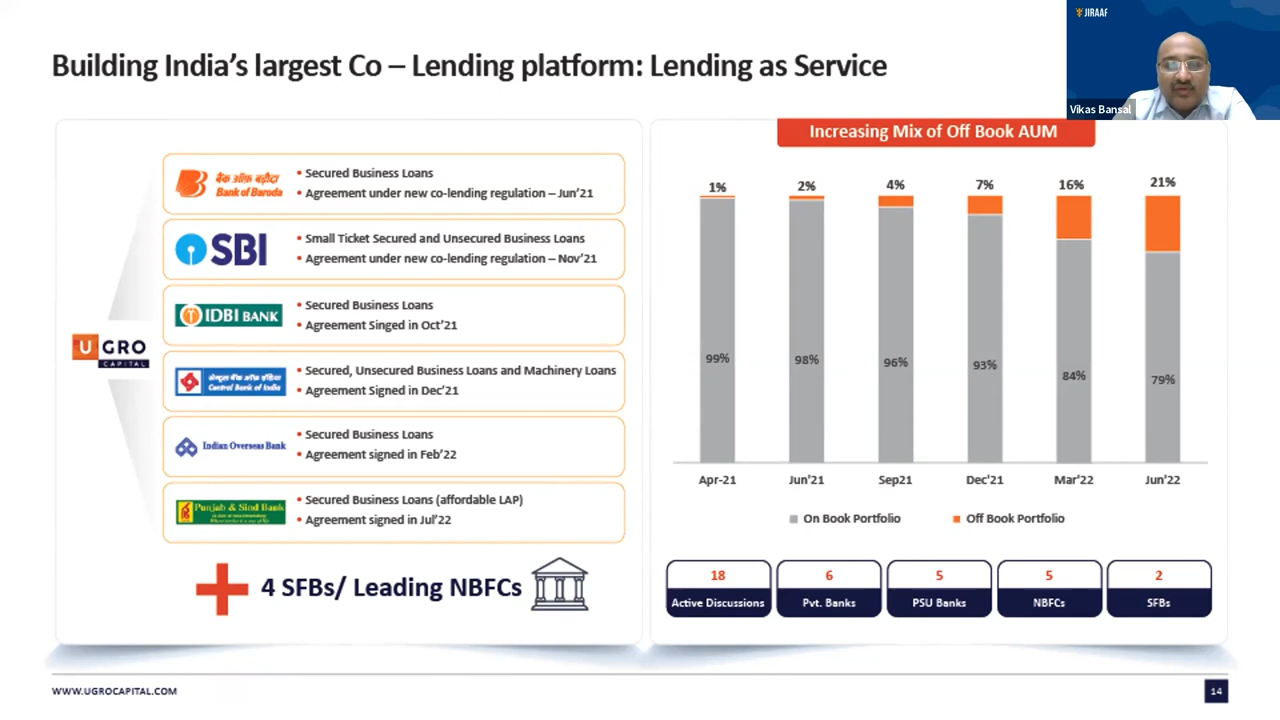 JIRAAF
Vikas Bansal
Building India's largest Co – Lending platform: Lending as Service
बैंक ऑफ़ बड़ौदा
Bank of Baroda
• Secured Business Loans
• Agreement under new co-lending regulation – Jun'21
SBI
• Small Ticket Secured and Unsecured Business Loans
• Agreement under new co-lending regulation – Nov'21
IDBI BANK
• Secured Business Loans
• Agreement Singed in Oct'21
U GRO
CAPITAL
सेन्ट्रल बैंक ऑफ इंडिया
Central Bank of India
• Secured, Unsecured Business Loans and Machinery Loans
• Agreement Signed in Dec'21
Indian Overseas Bank
• Secured Business Loans
• Agreement signed in Feb'22
Punjab & Sind Bank
• Secured Business Loans (affordable LAP)
• Agreement signed in Jul'22
4 SFBs/ Leading NBFCs
Increasing Mix of Off Book AUM
1% 2% 4% 7% 16% 21%
99% 98% 96% 93% 84% 79%
Apr-21 Jun'21 Sep21 Dec'21 Mar'22 Jun'22
On Book Portfolio Off Book Portfolio
18 6 5 5 2
Active Discussions Pvt. Banks PSU Banks NBFCs SFBs
WWW.UGROCAPITAL.COM
14